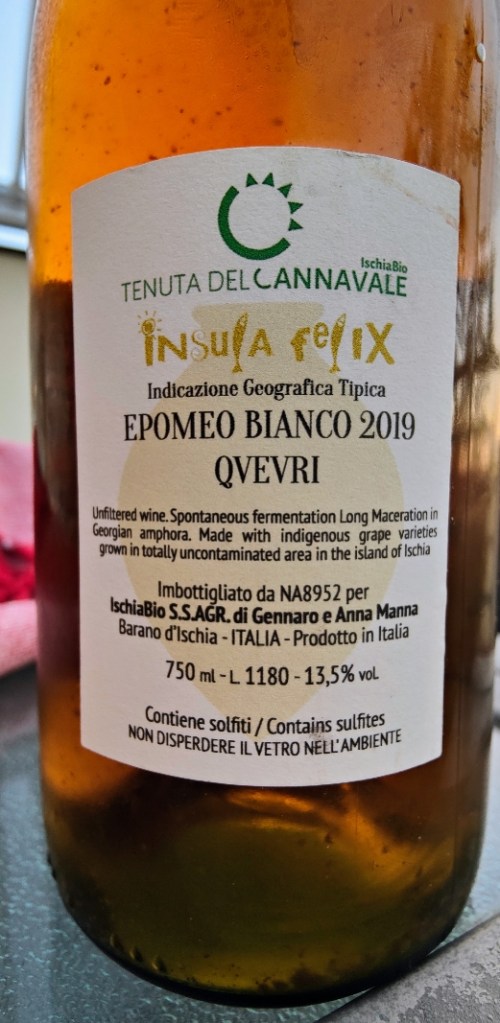 IschiaBio
TENUTA DEL CANNAVALE
INSULA FELIX
Indicazione Geografica Tipica
EPOMEO BIANCO 2019
QVEVRI
Unfiltered wine. Spontaneous fermentation Long Maceration in
Georgian amphora. Made with indigenous grape varieties
grown in totally uncontaminated area in the island of Ischia
Imbottigliato da NA8952 per
IschiaBio S.S.AGR. di Gennaro e Anna Manna
Barano d'Ischia - ITALIA - Prodotto in Italia
750 ml - L 1180 - 13,5% vol.
Contiene solfiti / Contains sulfites
NON DISPERDERE IL VETRO NELL'AMBIENTE